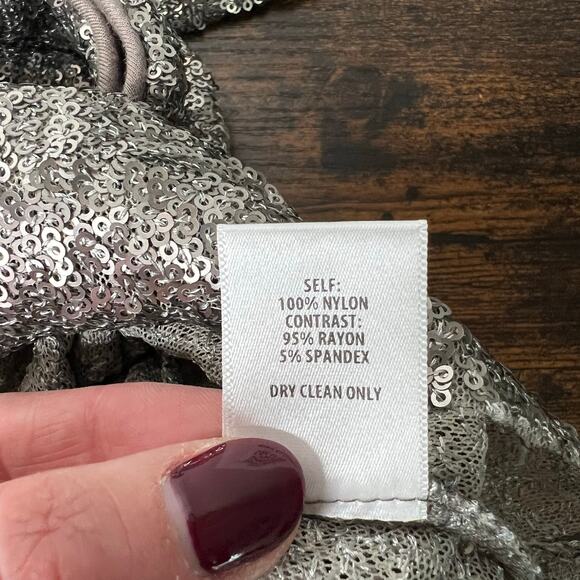 SELF:
100% NYLON
CONTRAST:
95% RAYON
5% SPANDEX
DRY CLEAN ONLY